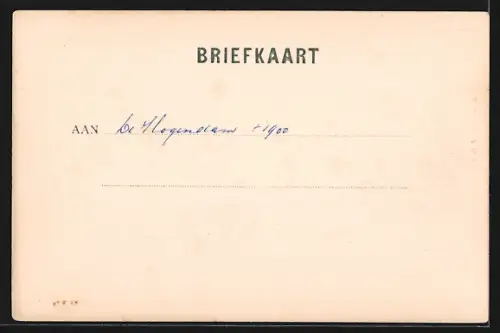 BRIEFKAART
AAN de Hogendam ± 1900